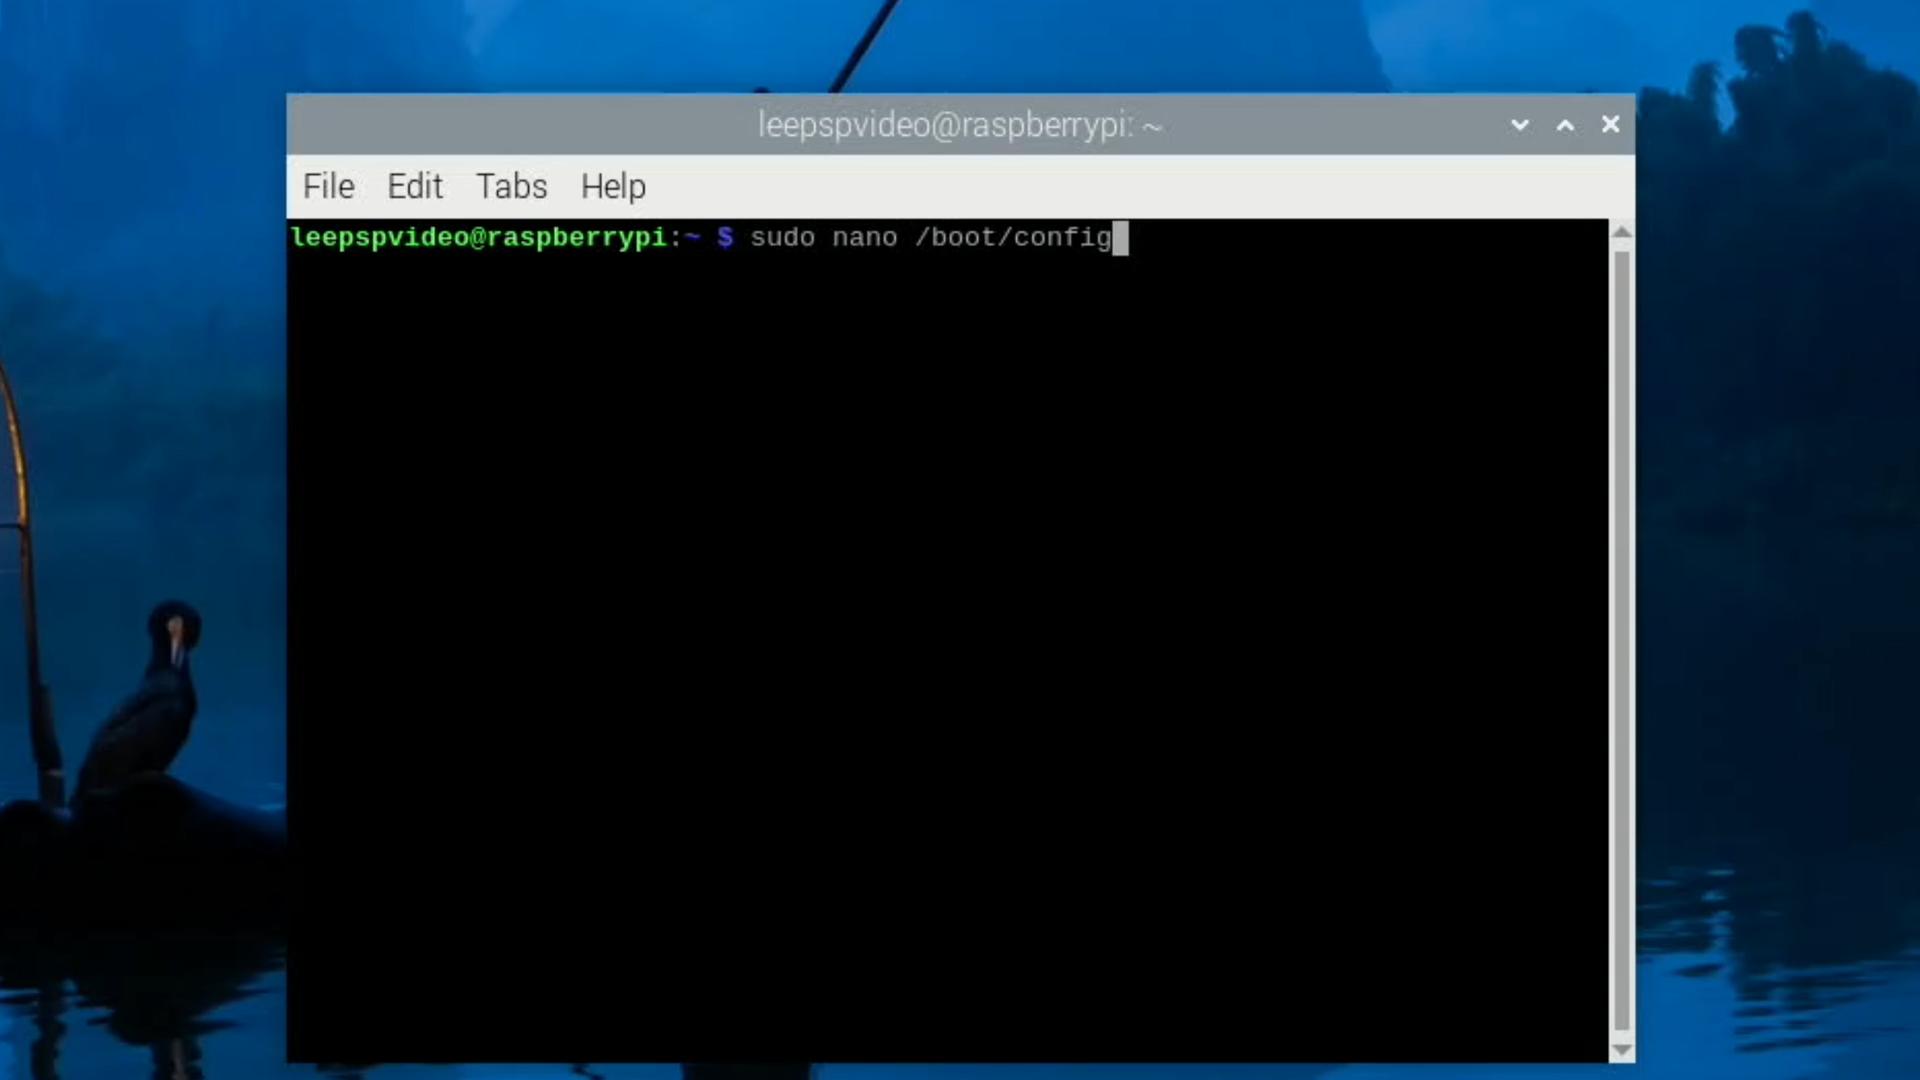 leepspvideo@raspberrypi: ~
File Edit Tabs Help
leepspvideo@raspberrypi:~ $ sudo nano /boot/config